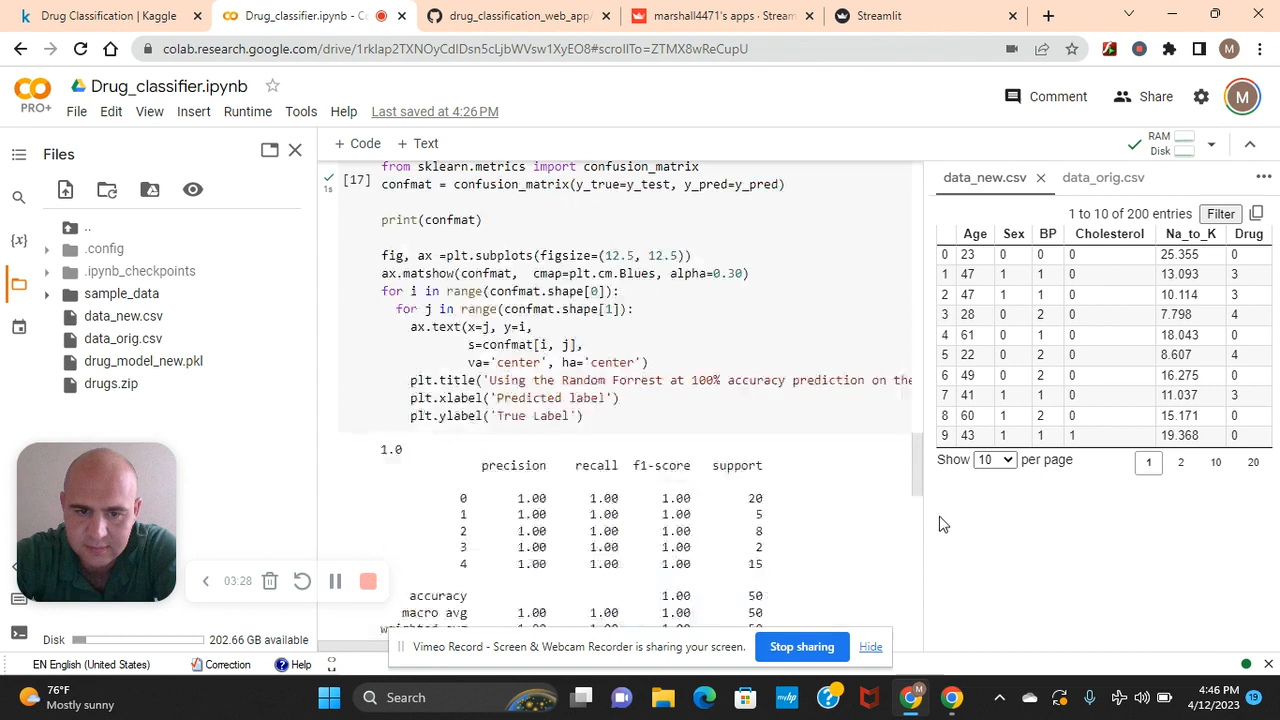 Drug Classification | Kaggle
Drug_classifier.ipynb - Co
drug_classification_web_app/
marshall4471's apps · Stream
Streamlit
colab.research.google.com/drive/1rklap2TXNOyCdIDsn5cLjbWVsw1XyEO8#scrollTo=ZTMX8wReCupU
M
CO
PRO+
Drug_classifier.ipynb
Comment
Share
M
File Edit View Insert Runtime Tools Help Last saved at 4:26 PM
Files
+ Code + Text
RAM
Disk
..
.config
.ipynb_checkpoints
sample_data
data_new.csv
data_orig.csv
drug_model_new.pkl
drugs.zip
[17]
1s
from sklearn.metrics import confusion_matrix
confmat = confusion_matrix(y_true=y_test, y_pred=y_pred)
print(confmat)
fig, ax =plt.subplots(figsize=(12.5, 12.5))
ax.matshow(confmat, cmap=plt.cm.Blues, alpha=0.30)
for i in range(confmat.shape[0]):
for j in range(confmat.shape[1]):
ax.text(x=j, y=i,
s=confmat[i, j],
va='center', ha='center')
plt.title('Using the Random Forrest at 100% accuracy prediction on the
plt.xlabel('Predicted label')
plt.ylabel('True Label')
1.0
precision recall f1-score support
0 1.00 1.00 1.00 20
1 1.00 1.00 1.00 5
2 1.00 1.00 1.00 8
3 1.00 1.00 1.00 2
4 1.00 1.00 1.00 15
accuracy 1.00 50
macro avg 1.00 1.00 1.00 50
data_new.csv data_orig.csv
1 to 10 of 200 entries Filter
Age Sex BP Cholesterol Na_to_K Drug
0 23 0 0 0 25.355 0
1 47 1 1 0 13.093 3
2 47 1 1 0 10.114 3
3 28 0 2 0 7.798 4
4 61 0 1 0 18.043 0
5 22 0 2 0 8.607 4
6 49 0 2 0 16.275 0
7 41 1 1 0 11.037 3
8 60 1 2 0 15.171 0
9 43 1 1 1 19.368 0
Show 10 per page 1 2 10 20
03:28
Disk 202.66 GB available
Vimeo Record - Screen & Webcam Recorder is sharing your screen. Stop sharing Hide
EN English (United States) Correction Help
76°F
Mostly sunny
Search
4:46 PM
4/12/2023
19